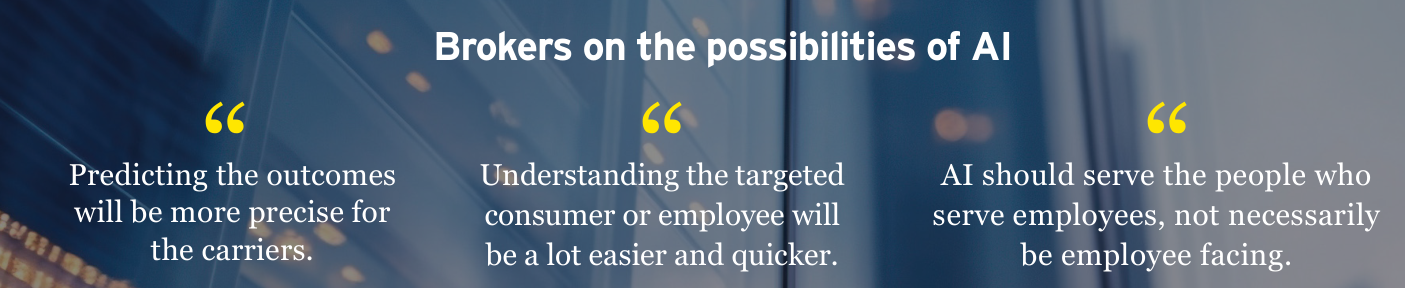 Brokers on the possibilities of AI
“
Predicting the outcomes
will be more precise for
the carriers.
“
Understanding the targeted
consumer or employee will
be a lot easier and quicker.
“
AI should serve the people who
serve employees, not necessarily
be employee facing.